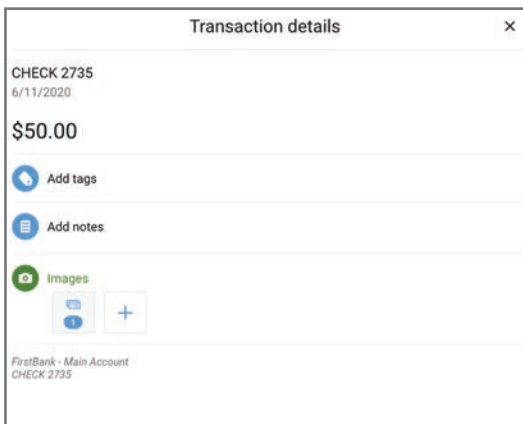 Transaction details ×
CHECK 2735
6/11/2020
$50.00
Add tags
Add notes
Images
1
+
FirstBank - Main Account
CHECK 2735